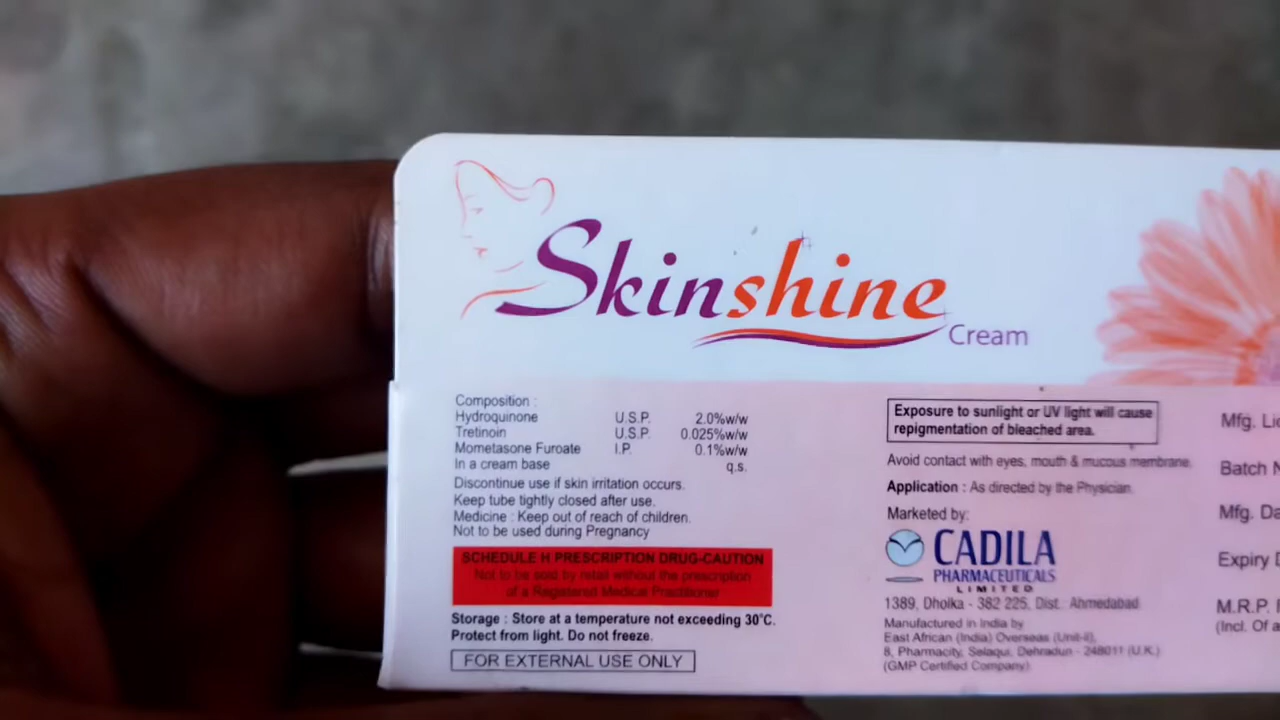 Skinshine
Cream
Composition :
Hydroquinone U.S.P. 2.0%w/w
Tretinoin U.S.P. 0.025%w/w
Mometasone Furoate I.P. 0.1%w/w
In a cream base q.s.
Discontinue use if skin irritation occurs.
Keep tube tightly closed after use.
Medicine : Keep out of reach of children.
Not to be used during Pregnancy
SCHEDULE H PRESCRIPTION DRUG-CAUTION
Not to be sold by retail without the prescription
of a Registered Medical Practitioner
Storage : Store at a temperature not exceeding 30°C.
Protect from light. Do not freeze.
FOR EXTERNAL USE ONLY
Exposure to sunlight or UV light will cause
repigmentation of bleached area.
Avoid contact with eyes, mouth & mucous membrane.
Application : As directed by the Physician.
Marketed by:
CADILA
PHARMACEUTICALS
LIMITED
1389, Dholka - 382 225, Dist. Ahmedabad
Manufactured in India by
East African (India) Overseas (Unit-II),
8, Pharmacity, Selaqui, Dehradun - 248011 (U.K.)
(GMP Certified Company)
Mfg. Lic
Batch N
Mfg. Da
Expiry D
M.R.P.
(Incl. Of a